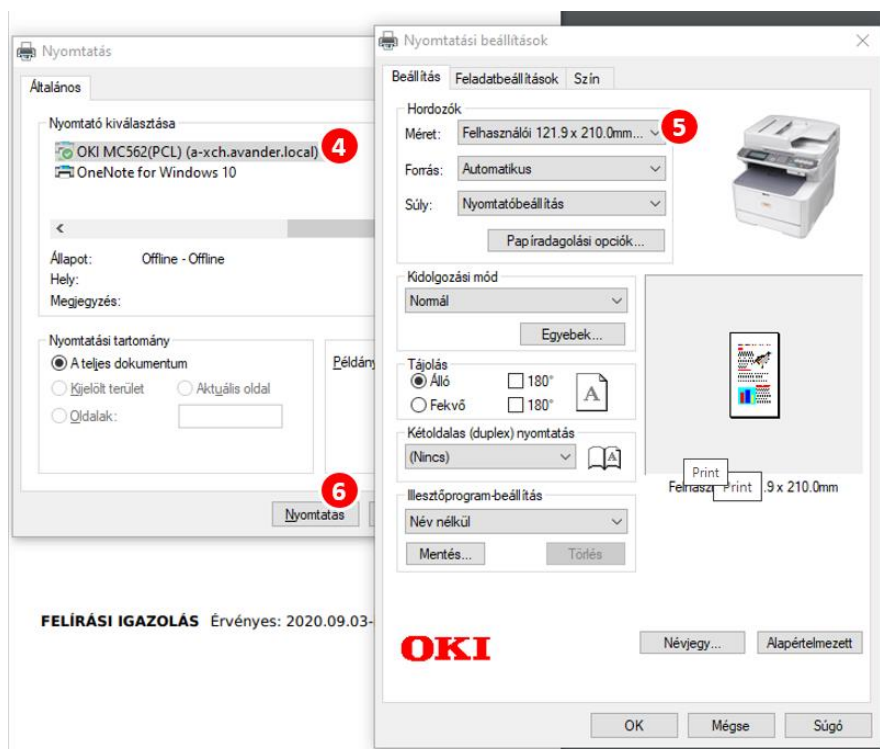 Nyomtatás
Általános
Nyomtató kiválasztása
OKI MC562(PCL) (a-xch.avander.local)
4
OneNote for Windows 10
Állapot: Offline - Offline
Hely:
Megjegyzés:
Nyomtatási tartomány
A teljes dokumentum
Kijelölt terület Aktuális oldal
Oldalak:
Példány
6
Nyomtatás
FELÍRÁSI IGAZOLÁS Érvényes: 2020.09.03-
Nyomtatási beállítások
Beállítás Feladatbeállítások Szín
Hordozók
Méret: Felhasználói 121.9 x 210.0mm...
5
Forrás: Automatikus
Súly: Nyomtatóbeállítás
Papíradagolási opciók...
Kidolgozási mód
Normál
Egyebek...
Tájolás
Álló 180°
Fekvő 180°
A
Kétoldalas (duplex) nyomtatás
(Nincs)
A
Print
Print .9 x 210.0mm
Illesztőprogram-beállítás
Név nélkül
Mentés... Törlés
OKI
Névjegy... Alapértelmezett
OK Mégse Súgó